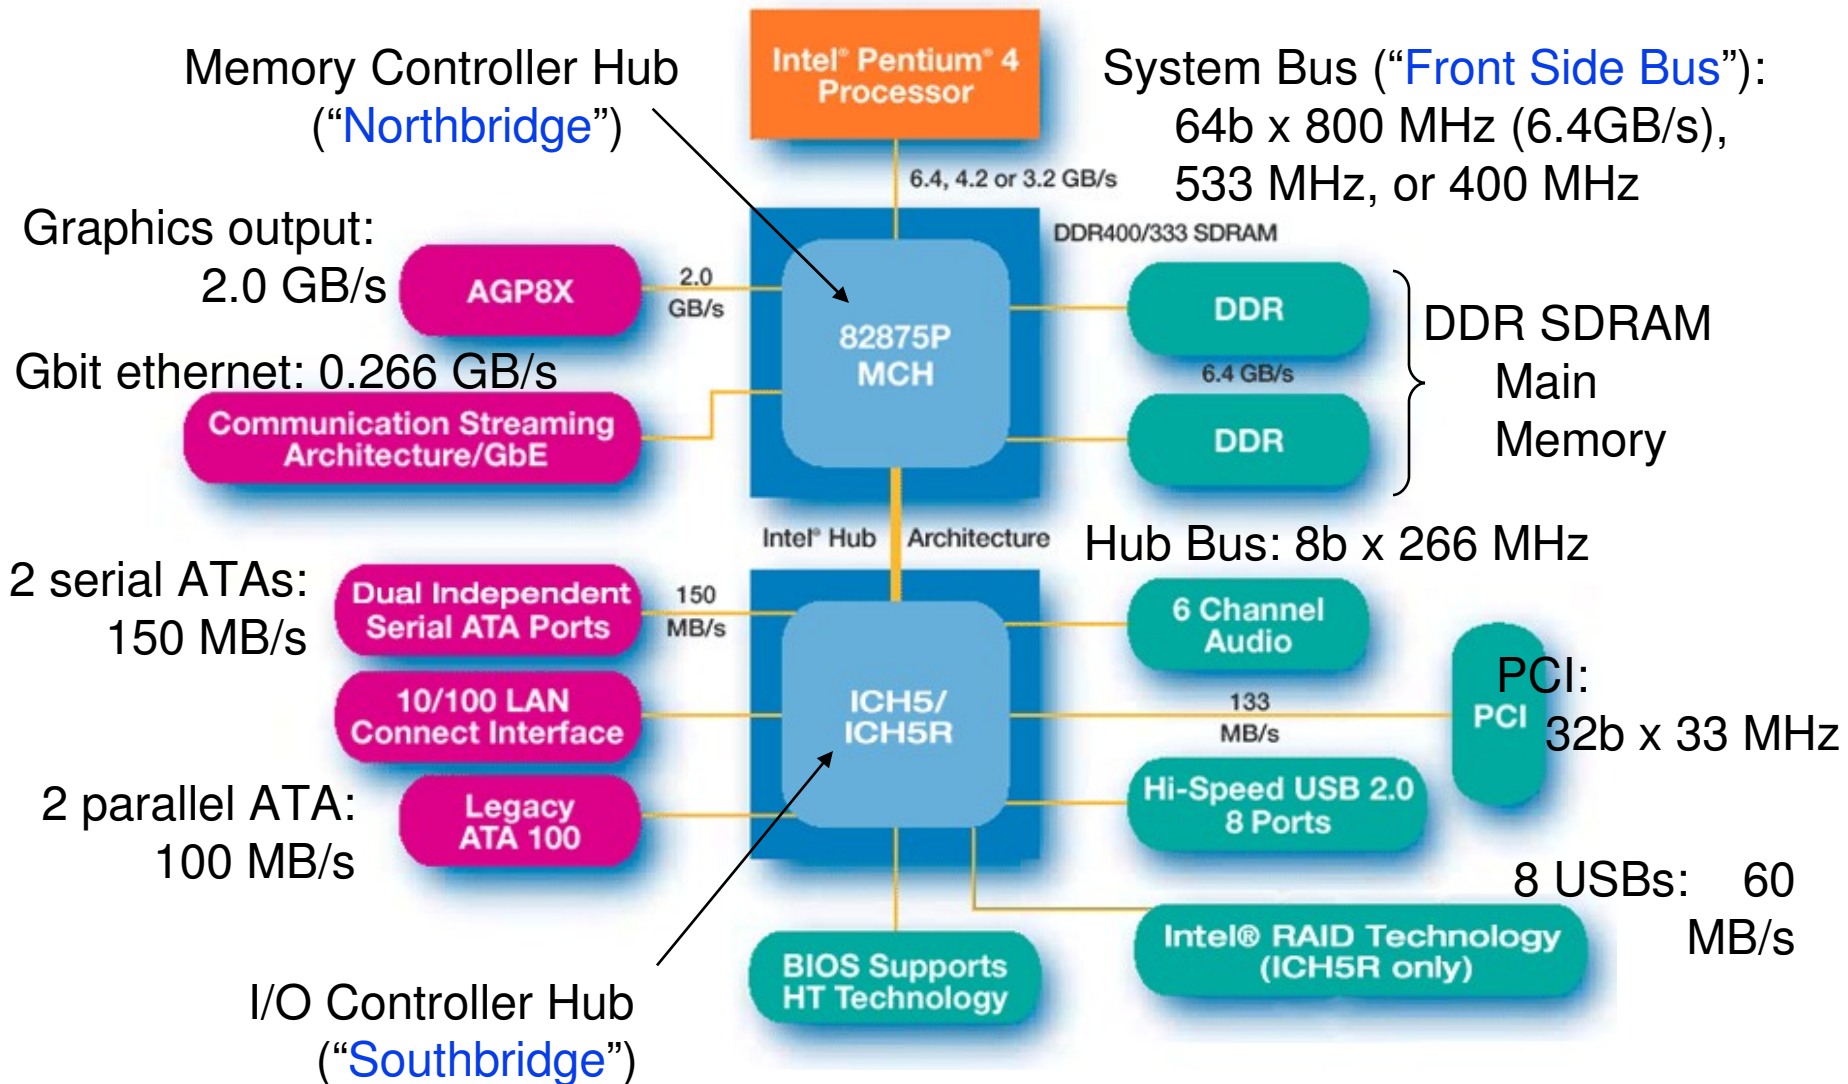 Intel® Pentium® 4
Processor
Memory Controller Hub
(“Northbridge”)
System Bus (“Front Side Bus”):
64b x 800 MHz (6.4GB/s),
533 MHz, or 400 MHz
6.4, 4.2 or 3.2 GB/s
Graphics output:
2.0 GB/s
AGP8X
2.0
GB/s
DDR400/333 SDRAM
82875P
MCH
DDR
6.4 GB/s
DDR
DDR SDRAM
Main
Memory
Gbit ethernet: 0.266 GB/s
Communication Streaming
Architecture/GbE
Intel® Hub Architecture
Hub Bus: 8b x 266 MHz
2 serial ATAs:
150 MB/s
Dual Independent
Serial ATA Ports
150
MB/s
6 Channel
Audio
10/100 LAN
Connect Interface
ICH5/
ICH5R
133
MB/s
PCI
PCI:
32b x 33 MHz
2 parallel ATA:
100 MB/s
Legacy
ATA 100
Hi-Speed USB 2.0
8 Ports
8 USBs: 60
MB/s
Intel® RAID Technology
(ICH5R only)
BIOS Supports
HT Technology
I/O Controller Hub
(“Southbridge”)